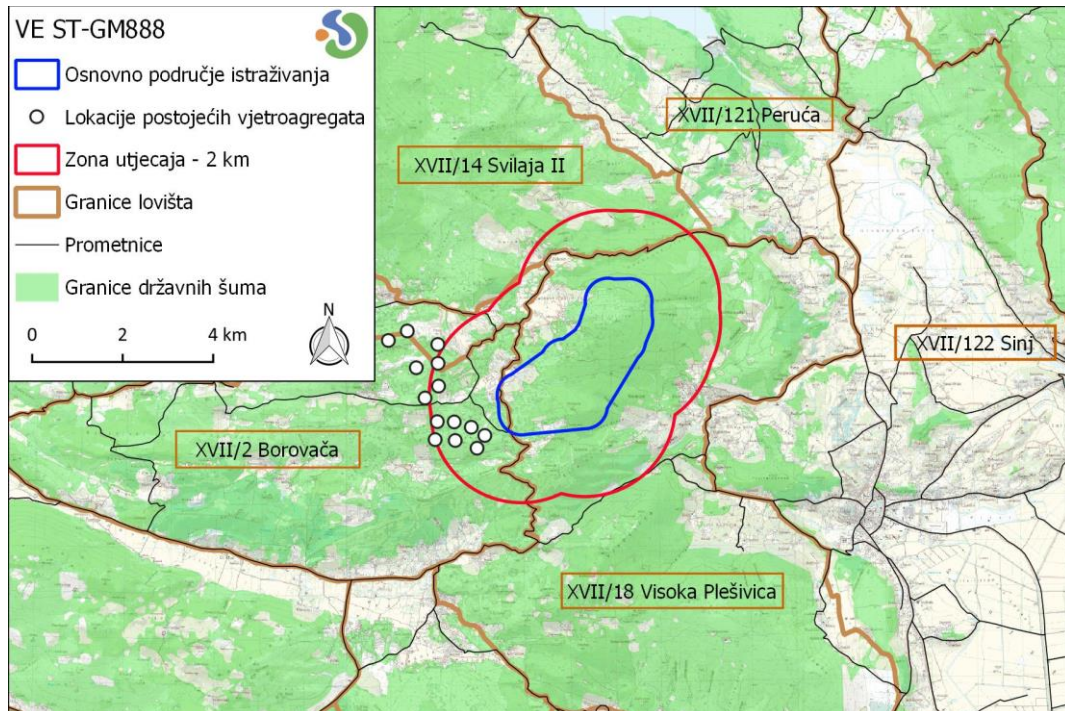 VE ST-GM888
Osnovno područje istraživanja
Lokacije postojećih vjetroagregata
Zona utjecaja - 2 km
Granice lovišta
Prometnice
Granice državnih šuma
0 2 4 km
N
XVII/121 Peruća
XVII/14 Svilaja II
XVII/122 Sinj
XVII/2 Borovača
XVII/18 Visoka Plešivica